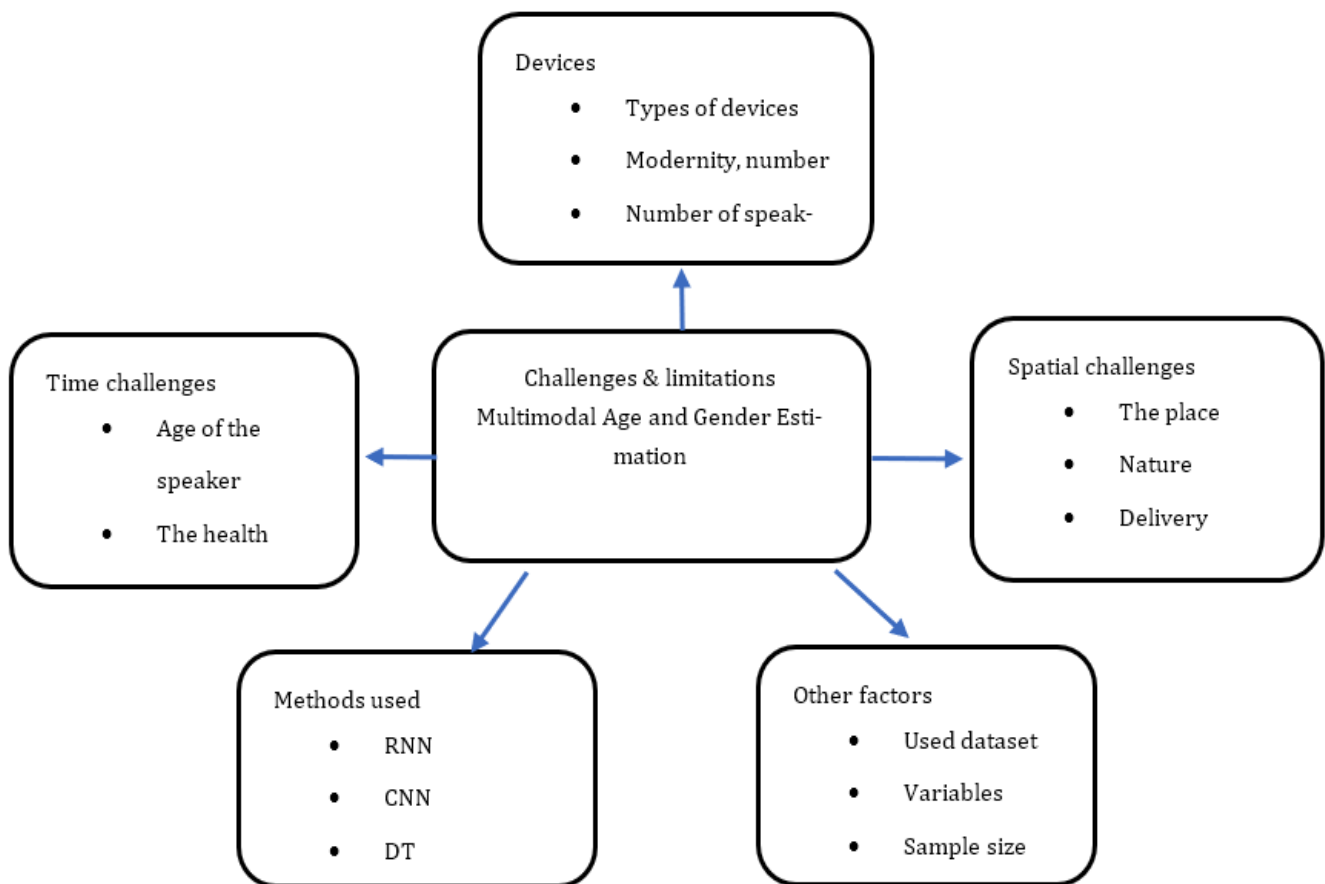 Devices
• Types of devices
• Modernity, number
• Number of speak-
Challenges & limitations
Multimodal Age and Gender Esti-
mation
Time challenges
• Age of the
speaker
• The health
Spatial challenges
• The place
• Nature
• Delivery
Methods used
• RNN
• CNN
• DT
Other factors
• Used dataset
• Variables
• Sample size